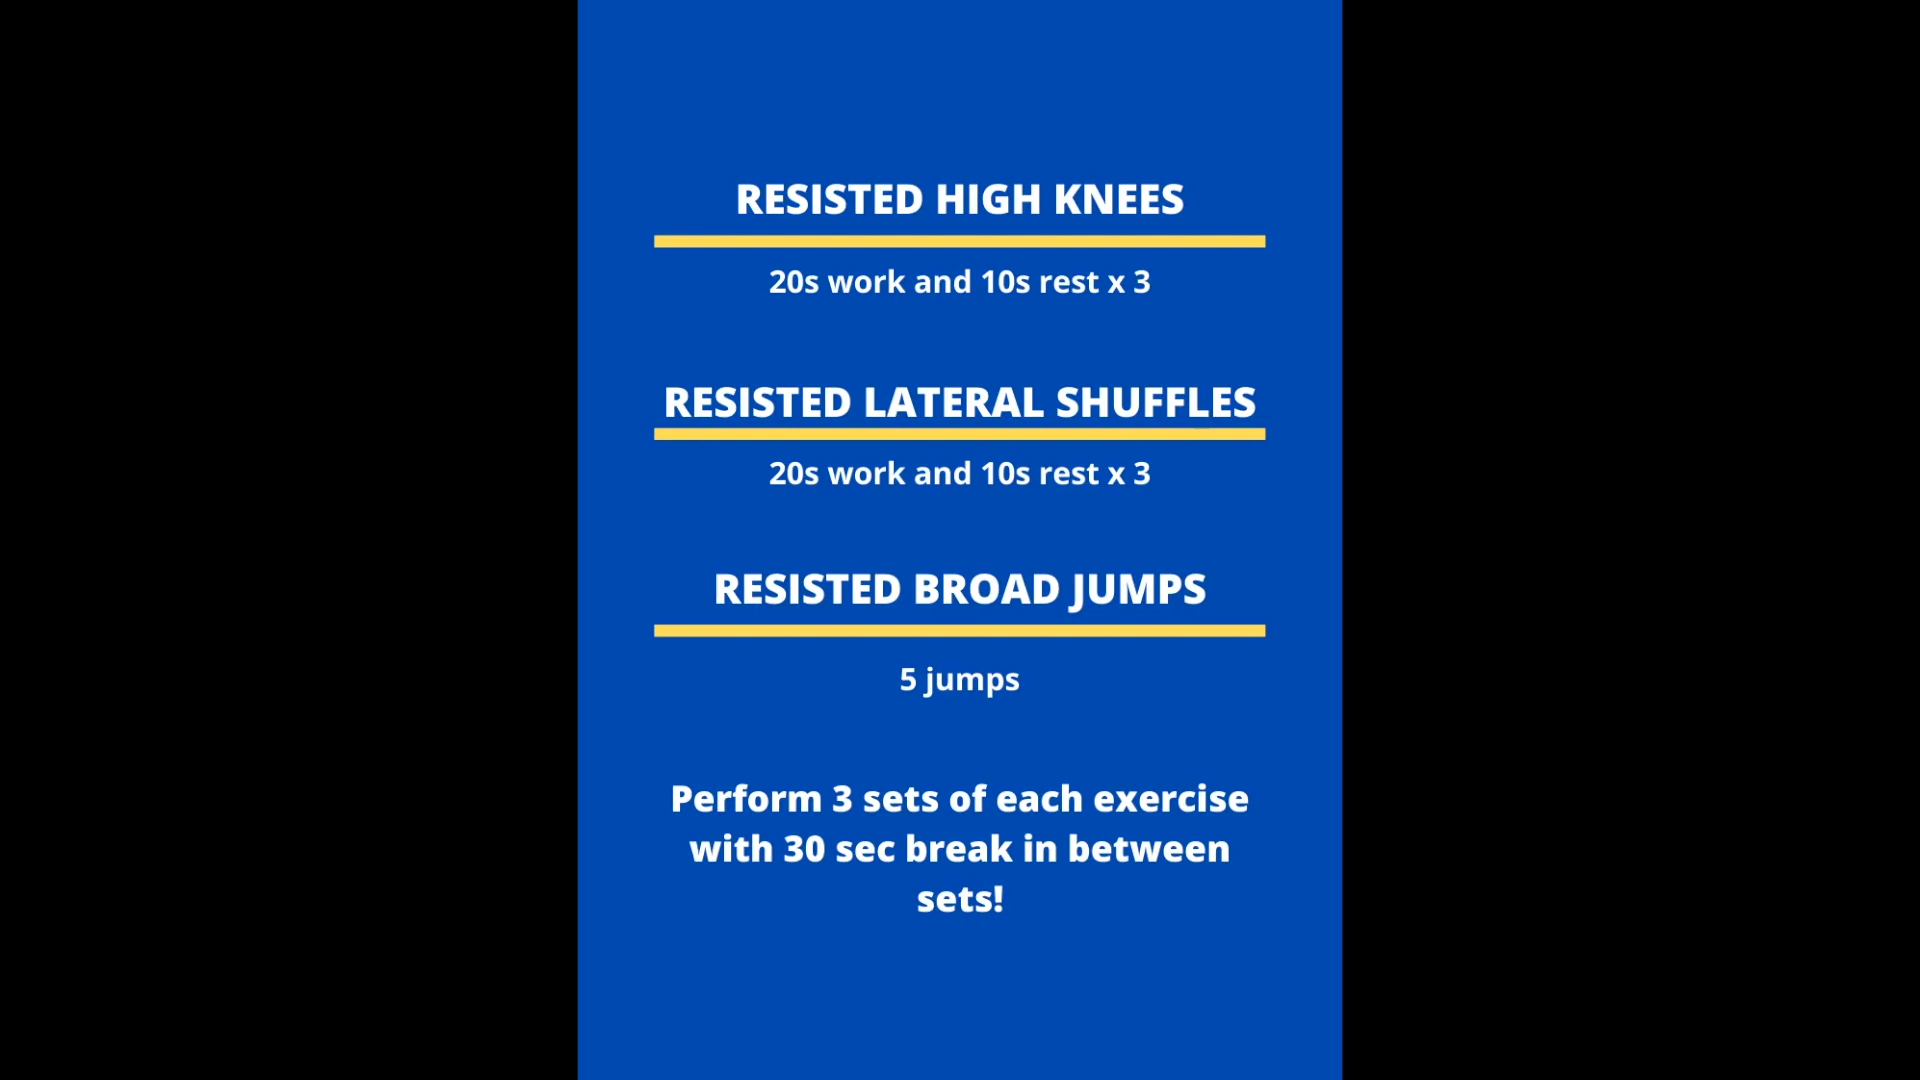 RESISTED HIGH KNEES
20s work and 10s rest x 3
RESISTED LATERAL SHUFFLES
20s work and 10s rest x 3
RESISTED BROAD JUMPS
5 jumps
Perform 3 sets of each exercise
with 30 sec break in between
sets!